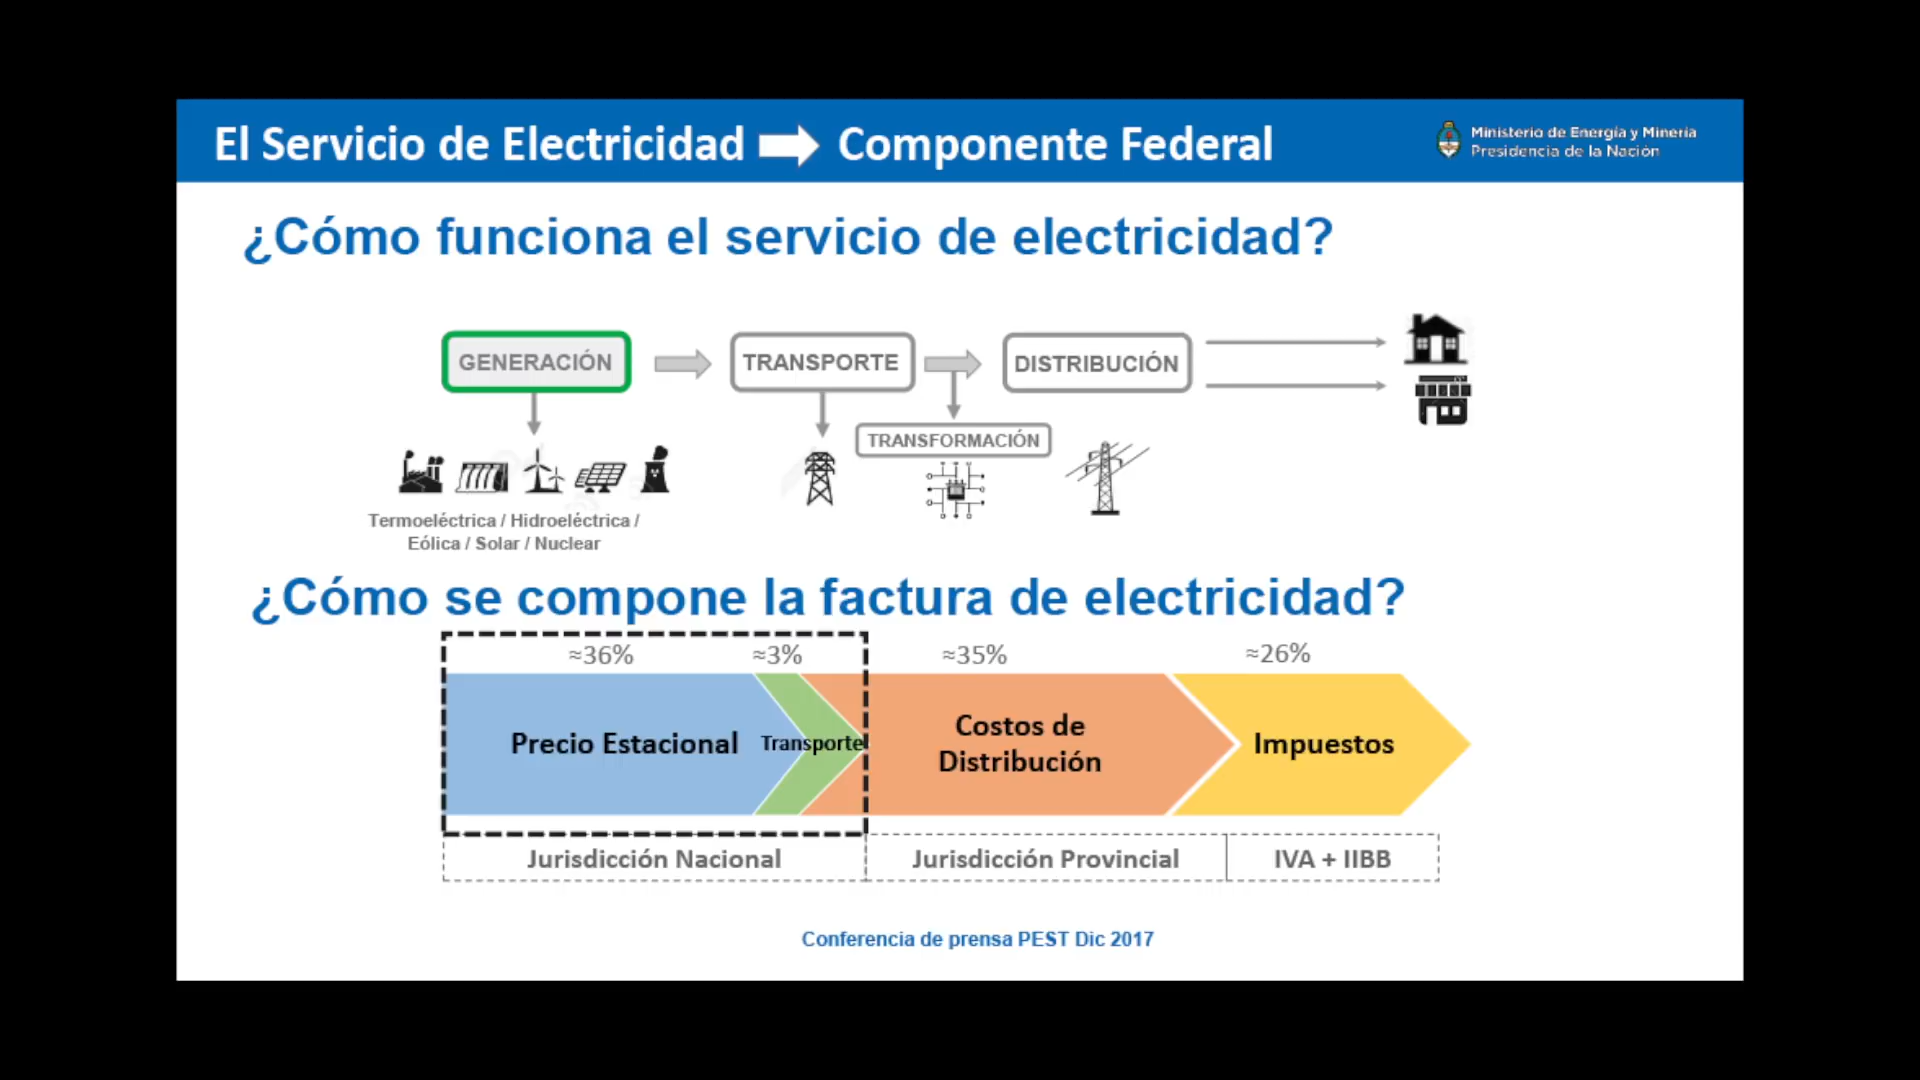 El Servicio de Electricidad Componente Federal
Ministerio de Energía y Minería
Presidencia de la Nación
¿Cómo funciona el servicio de electricidad?
GENERACIÓN
TRANSPORTE
DISTRIBUCIÓN
TRANSFORMACIÓN
Termoeléctrica / Hidroeléctrica /
Eólica / Solar / Nuclear
¿Cómo se compone la factura de electricidad?
≈36% ≈3% ≈35% ≈26%
Precio Estacional
Transporte
Costos de
Distribución
Impuestos
Jurisdicción Nacional
Jurisdicción Provincial
IVA + IIBB
Conferencia de prensa PEST Dic 2017